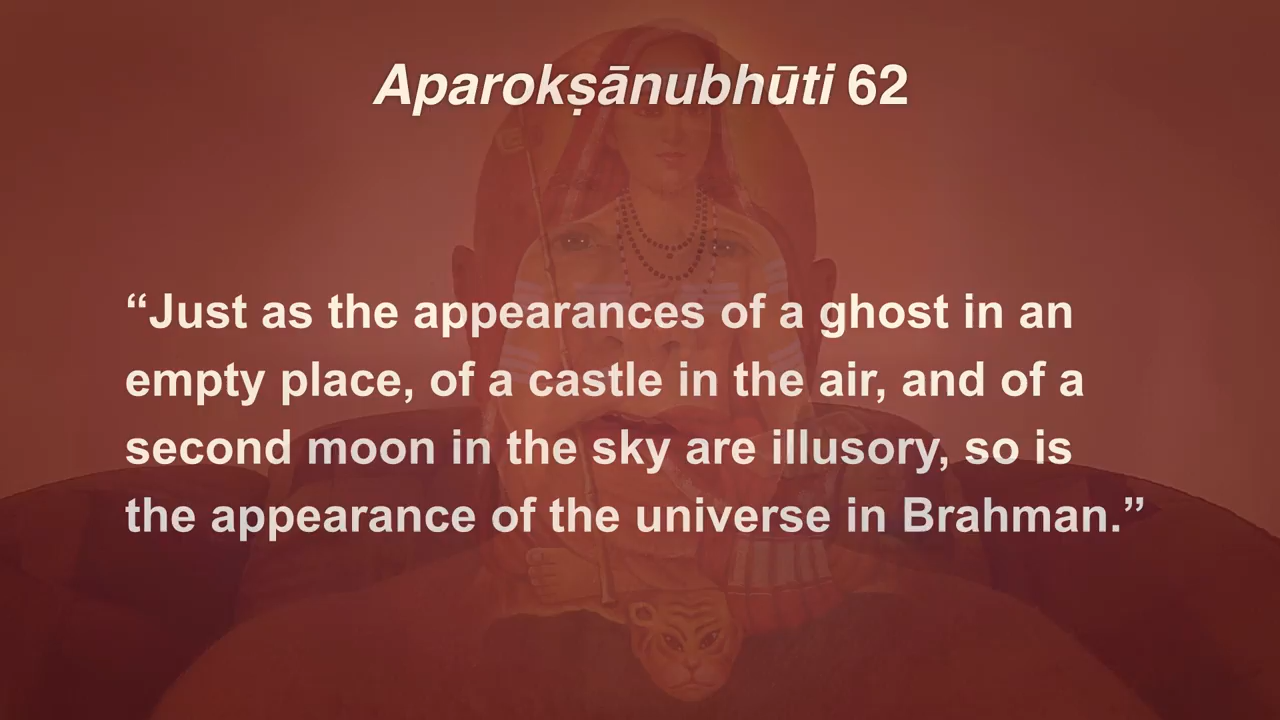 Aparokṣānubhūti 62
“Just as the appearances of a ghost in an
empty place, of a castle in the air, and of a
second moon in the sky are illusory, so is
the appearance of the universe in Brahman.”